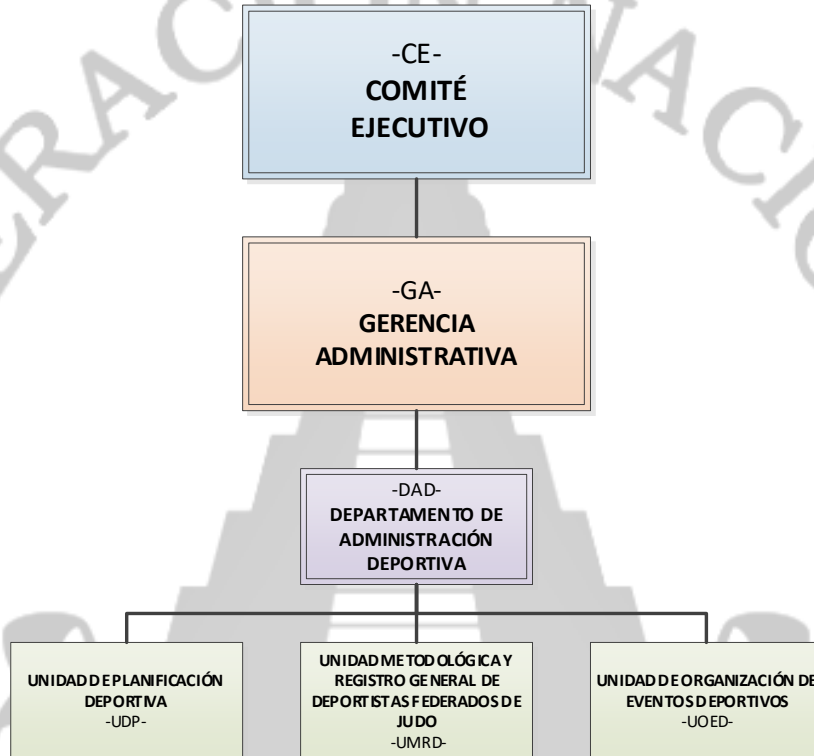 -CE-
COMITÉ
EJECUTIVO
-GA-
GERENCIA
ADMINISTRATIVA
-DAD-
DEPARTAMENTO DE
ADMINISTRACIÓN
DEPORTIVA
UNIDAD DE PLANIFICACIÓN
DEPORTIVA
-UDP-
UNIDAD METODOLÓGICA Y
REGISTRO GENERAL DE
DEPORTISTAS FEDERADOS DE
JUDO
-UMRD-
UNIDAD DE ORGANIZACIÓN DE
EVENTOS DEPORTIVOS
-UOED-